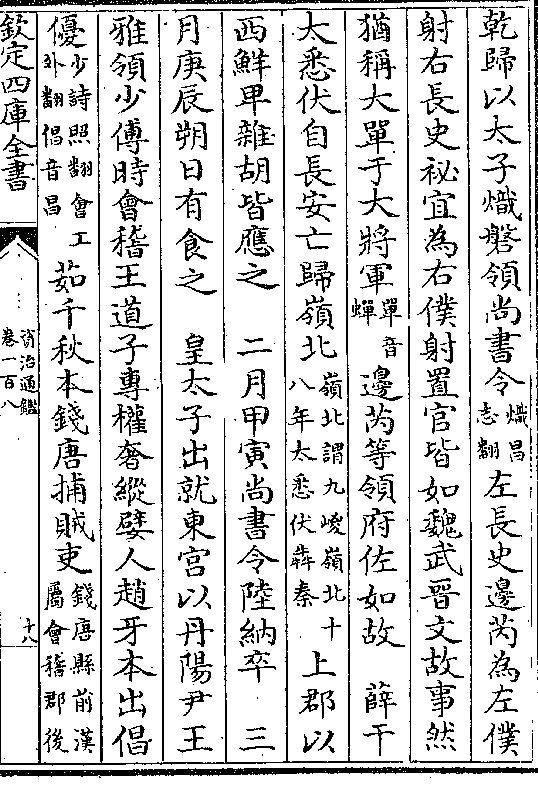 乾歸以太子熾磐領尚書令熾昌志翻左長史邊芮為左僕
射右長史祕宜為右僕射置官皆如魏武晉文故事然
猶稱大單于大將軍單音蟬邊芮等領府佐如故　薛干
太悉伏自長安亡歸嶺北嶺北謂九嵕嶺北十八年太悉伏犇秦上郡以
西鮮卑雜胡皆應之　二月甲寅尚書令陸納卒　三
月庚辰朔日有食之　皇太子出就東宮以丹陽尹王
雅領少傅時會稽王道子專權奢縱嬖人趙牙本出倡
優少詩照翻會工外翻倡音昌茹千秋本錢唐捕賊吏錢唐縣前漢屬會稽郡後
欽定四庫全書
資治通鑑
卷一百八
十八